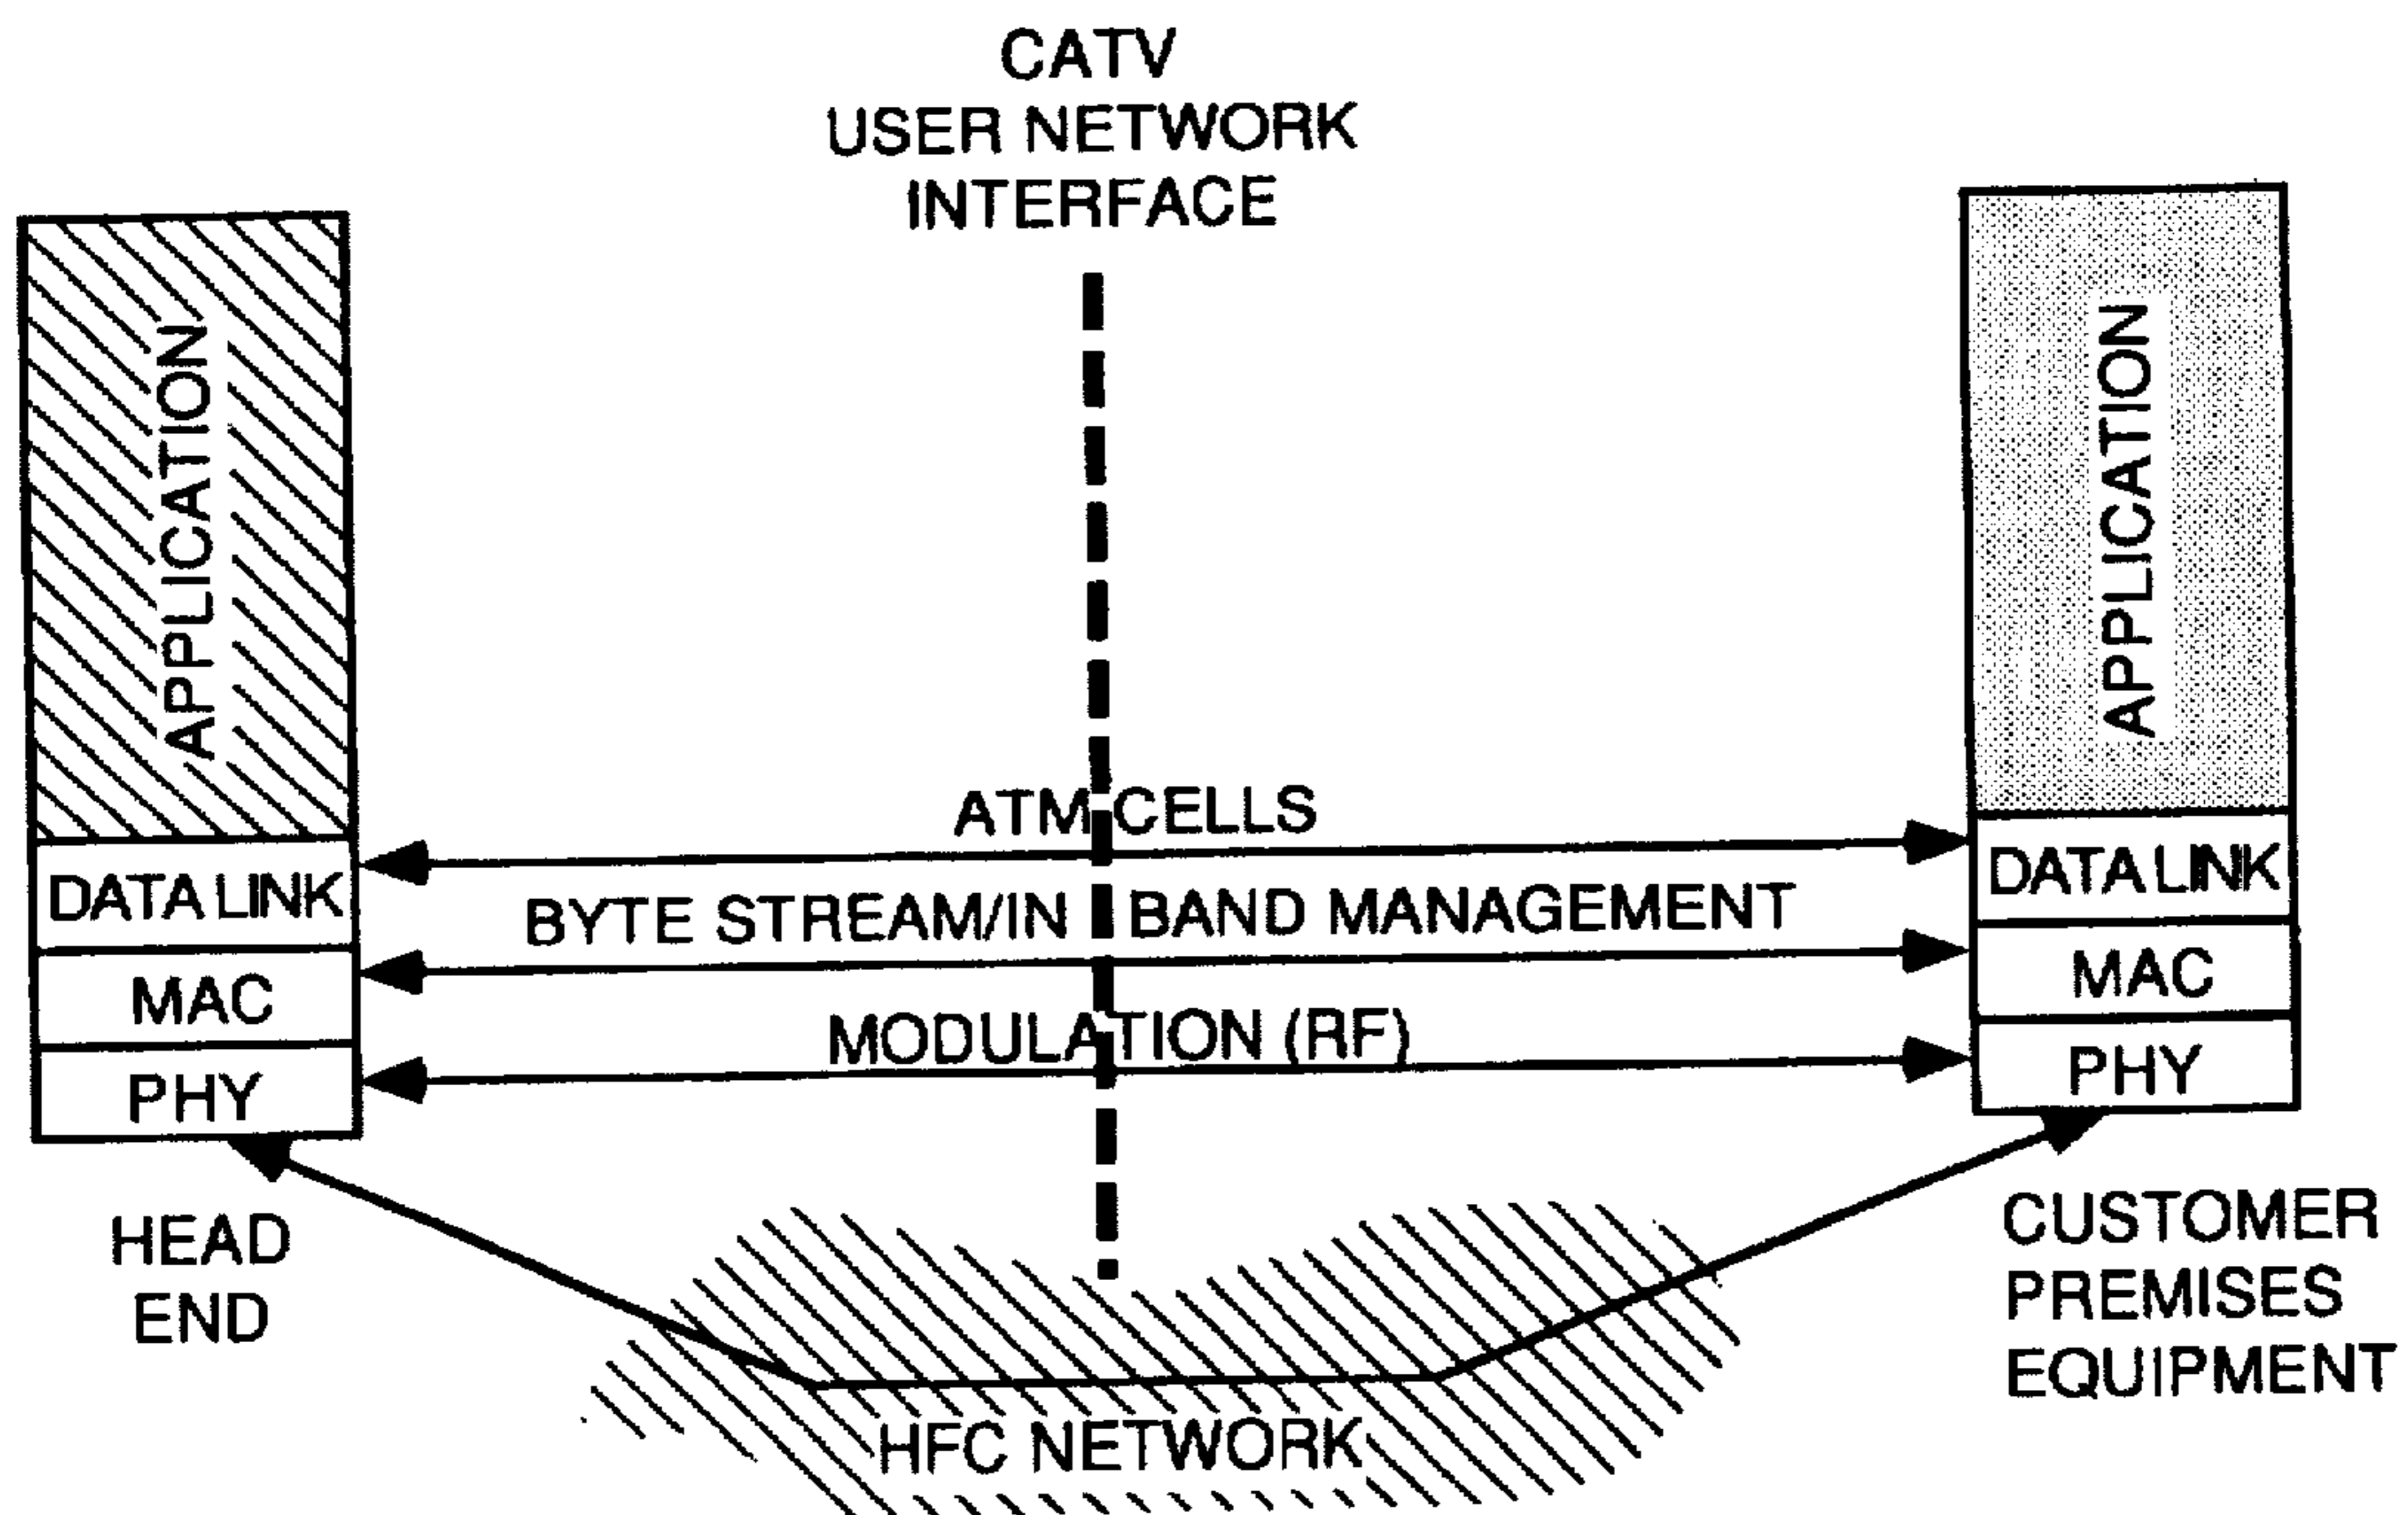 CATV
USER NETWORK
INTERFACE
APPLICATION
APPLICATION
ATM CELLS
DATA LINK
DATA LINK
BYTE STREAM/IN BAND MANAGEMENT
MAC
MAC
MODULATION (RF)
PHY
PHY
HEAD
END
CUSTOMER
PREMISES
EQUIPMENT
HFC NETWORK